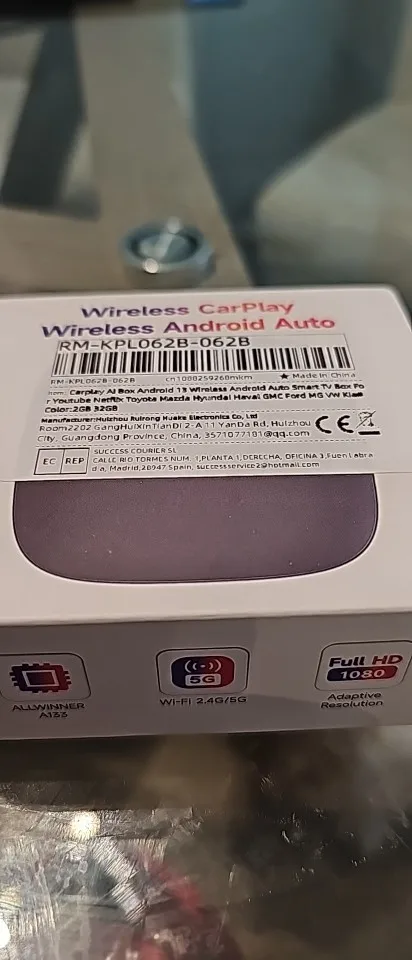 Wireless CarPlay
Wireless Android Auto
RM-KPL062B-062B
RM-KPL062B-062B cn1088259268mkm ★ Made in China
Item: Carplay Ai Box Android 13 Wireless Android Auto Smart TV Box Fo
r Youtube Netflix Toyota Mazda Hyundai Haval GMC Ford MG VW Kia※
Color:2GB 32GB
Manufacturer:Huizhou Ruirong Huake Electronics Co, Ltd
Room2202 GangHuiXinTianDi 2-A 11 YanDa Rd, Huizhou
City, Guangdong Province, China, 3571077181@qq.com
CE
EC REP
SUCCESS COURIER SL
CALLE RIO TORMES NUM. 1,PLANTA 1,DERECHA, OFICINA 3,Fuenlabra
d a, Madrid,28947 Spain, successservice2@hotmail.com
ALLWINNER
A133
5G
Wi-Fi 2.4G/5G
Full HD
1080
Adaptive
Resolution